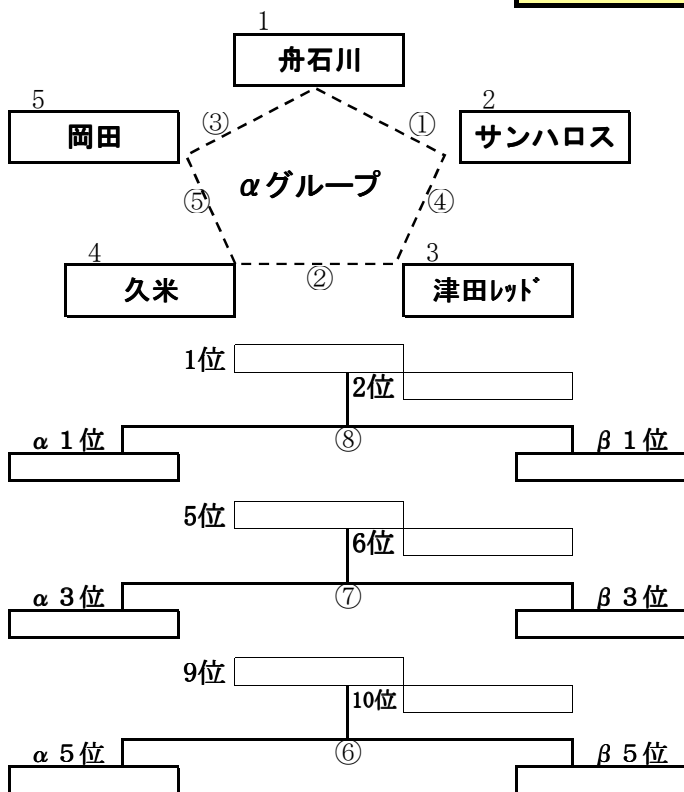 1
舟石川
5
2
岡田
③
①
サンハロス
αグループ
⑤
④
4
3
久米
②
津田ﾚｯﾄﾞ
1位
2位
α 1位
⑧
β 1位
5位
6位
α 3位
⑦
β 3位
9位
10位
α 5位
⑥
β 5位